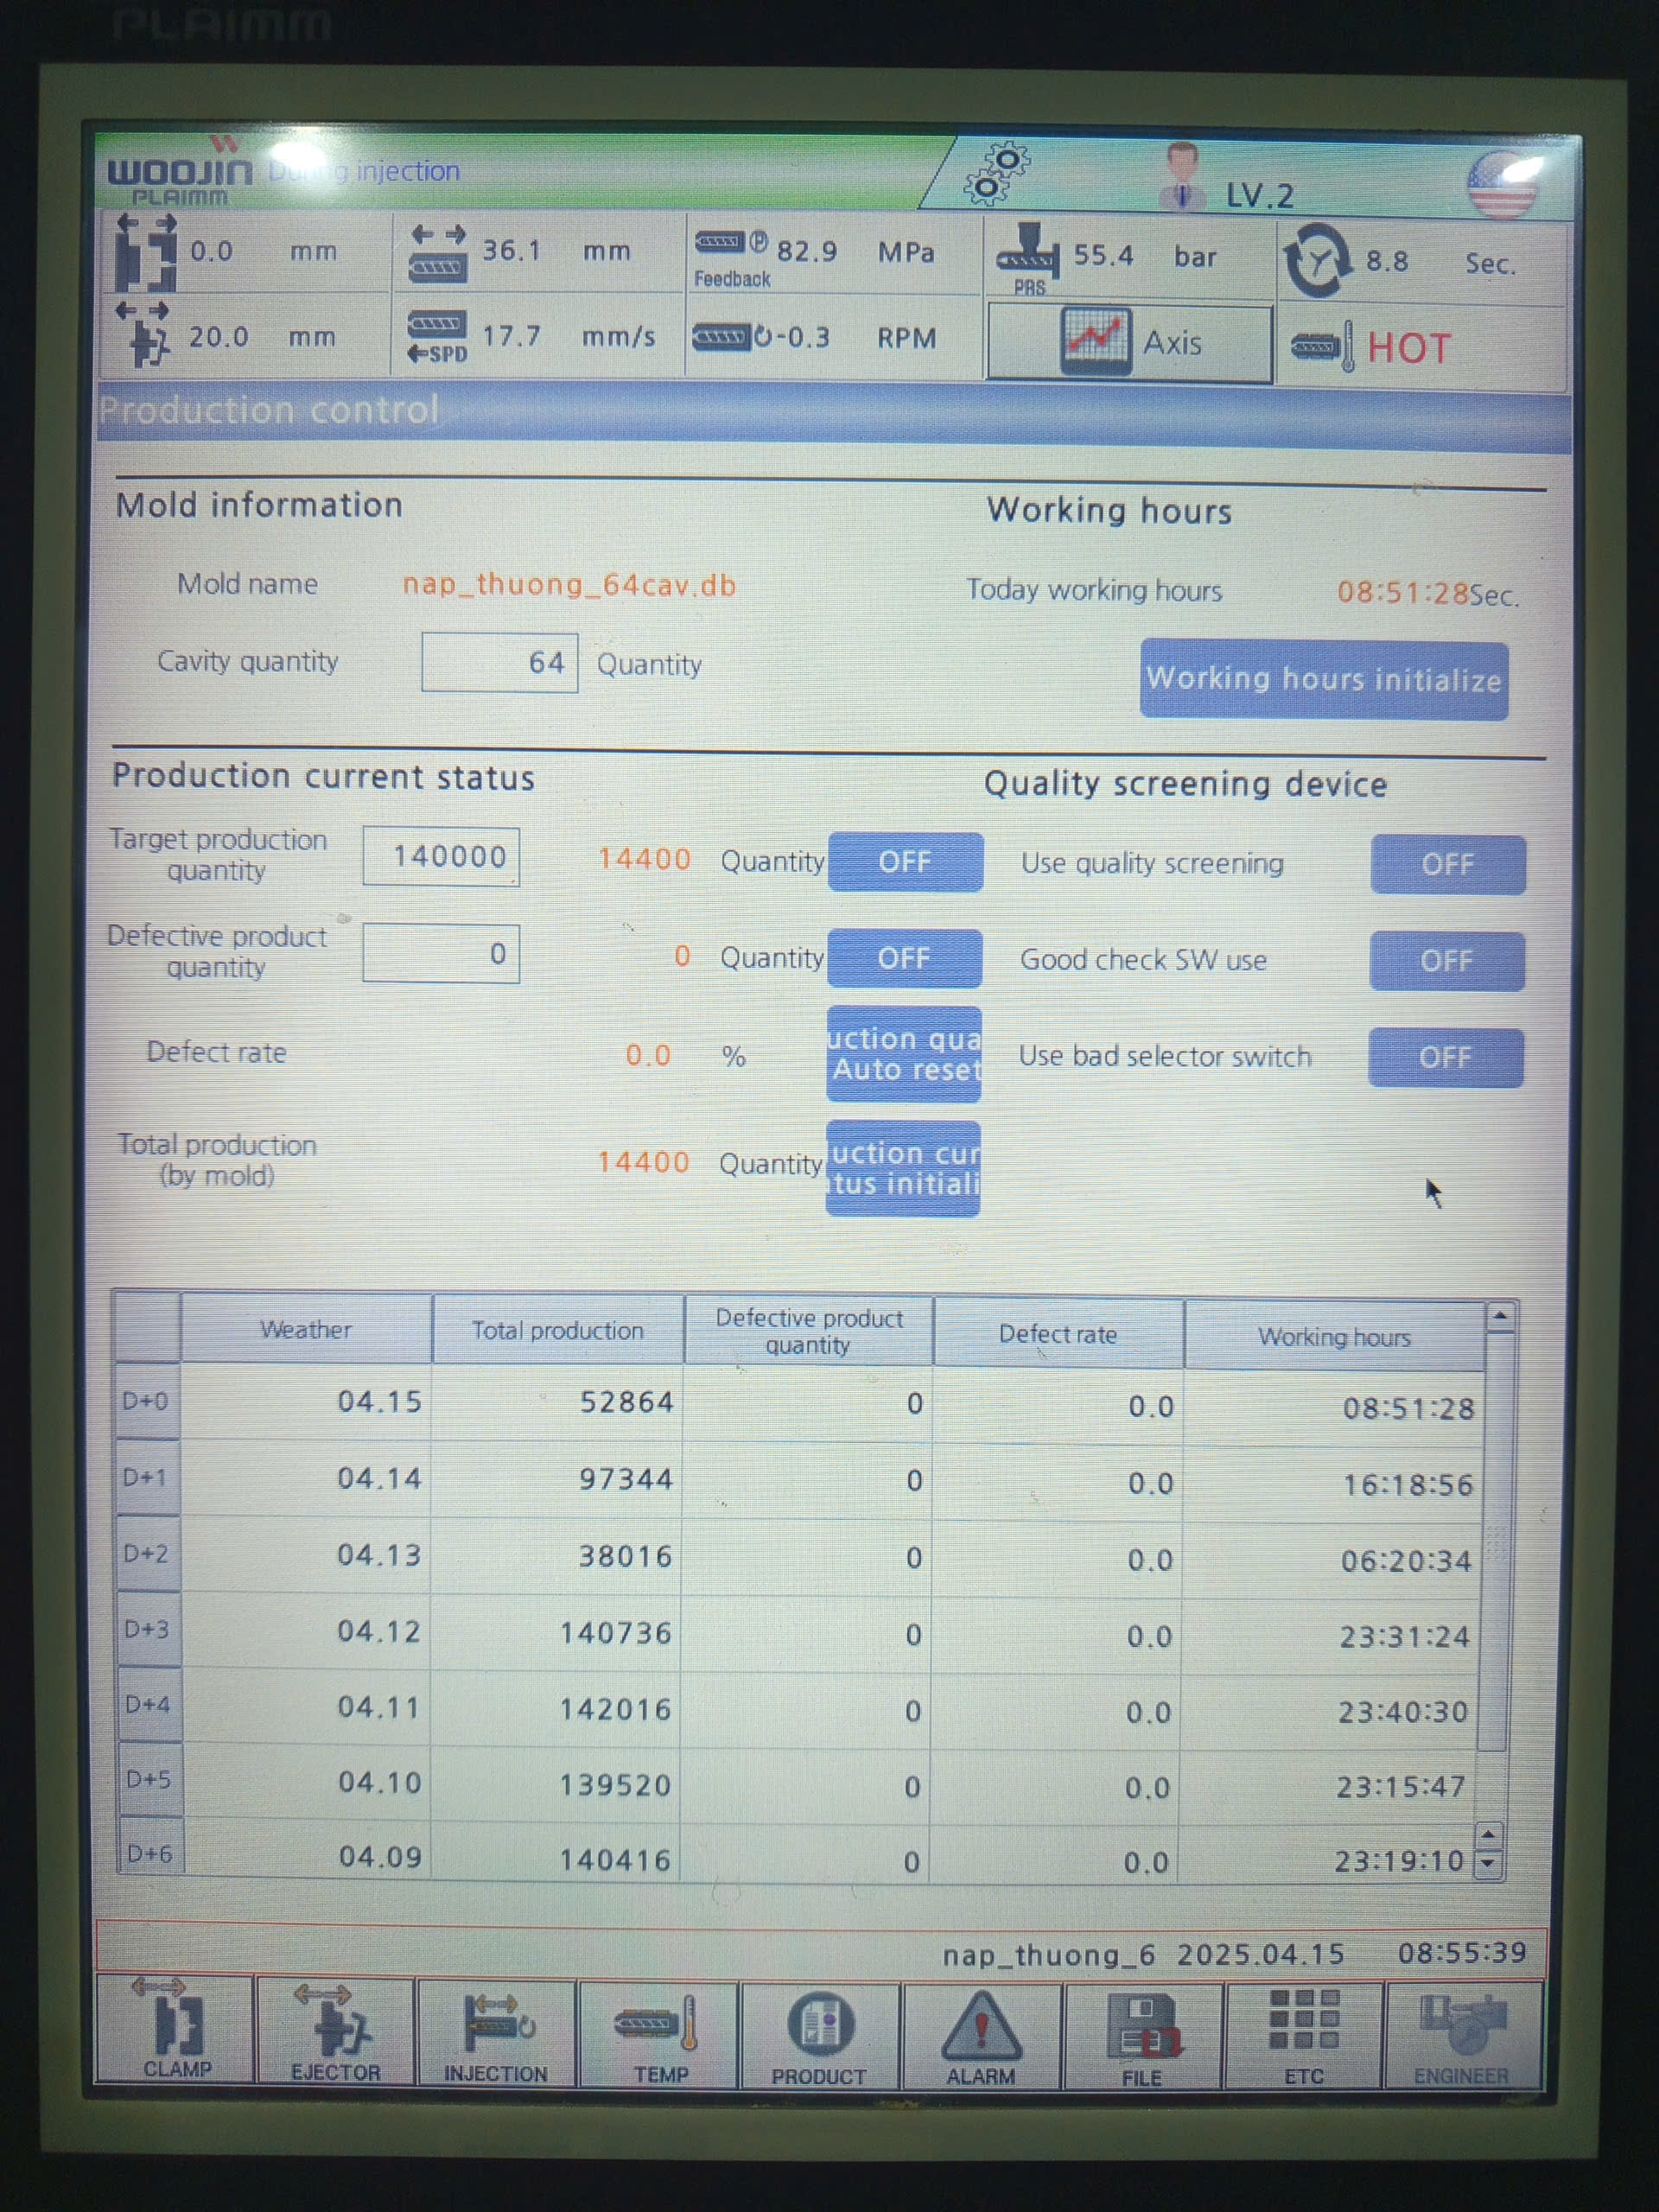 PLAIMM
WOOJIN
PLAIMM
During injection
LV.2
0.0 mm
36.1 mm
P 82.9 MPa
Feedback
55.4 bar
PRS
8.8 Sec.
20.0 mm
17.7 mm/s
SPD
-0.3 RPM
Axis
HOT
Production control
Mold information
Working hours
Mold name nap_thuong_64cav.db
Today working hours 08:51:28Sec.
Cavity quantity 64 Quantity
Working hours initialize
Production current status
Quality screening device
Target production
quantity
140000 14400 Quantity OFF
Use quality screening OFF
Defective product
quantity
0 0 Quantity OFF
Good check SW use OFF
Defect rate 0.0 %
uction qua
Auto reset
Use bad selector switch OFF
Total production
(by mold)
14400 Quantity
uction cur
tus initiali
Weather Total production Defective product quantity Defect rate Working hours
D+0 04.15 52864 0 0.0 08:51:28
D+1 04.14 97344 0 0.0 16:18:56
D+2 04.13 38016 0 0.0 06:20:34
D+3 04.12 140736 0 0.0 23:31:24
D+4 04.11 142016 0 0.0 23:40:30
D+5 04.10 139520 0 0.0 23:15:47
D+6 04.09 140416 0 0.0 23:19:10
nap_thuong_6 2025.04.15 08:55:39
CLAMP EJECTOR INJECTION TEMP PRODUCT ALARM FILE ETC ENGINEER